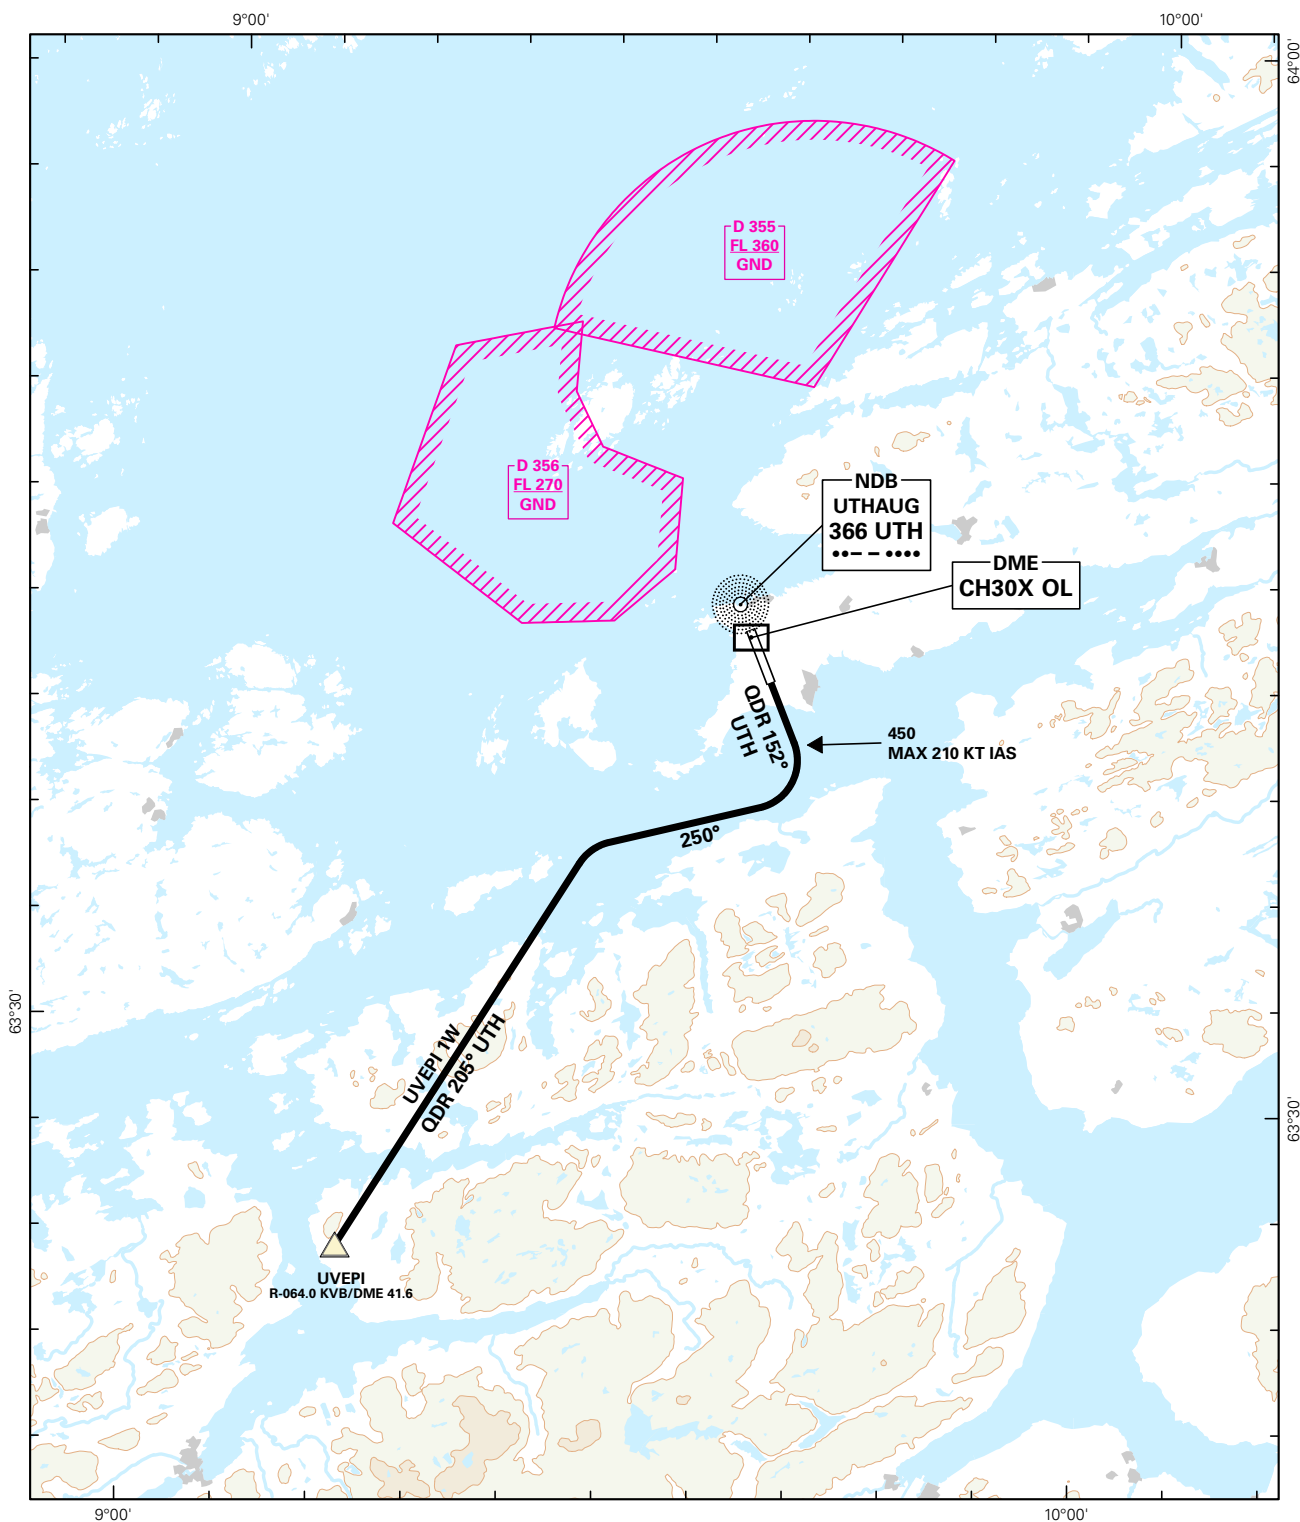 9°00'
10°00'
64°00'
D 355
FL 360
GND
D 356
FL 270
GND
NDB
UTHAUG
366 UTH
DME
CH30X OL
QDR 152°
UTH
450
MAX 210 KT IAS
250°
63°30'
UVEPI 1W
QDR 205° UTH
63°30'
UVEPI
R-064.0 KVB/DME 41.6
9°00'
10°00'